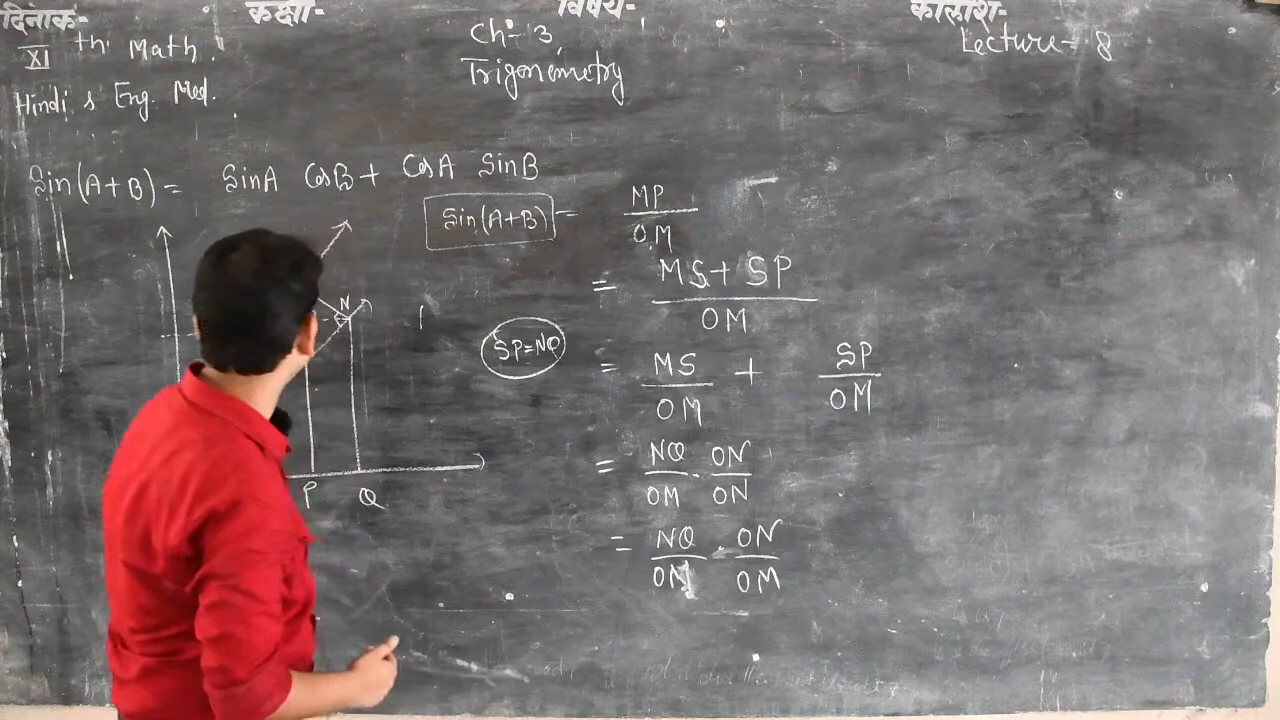 दिनांक- कक्षा- विषय- कालांश-
XI th Math. Ch- 3 Lecture- 8
Trigonometry
Hindi & Eng. Med.
Sin(A+B) = SinA CosB + CosA SinB
Sin(A+B) = MP/OM
= MS + SP/OM
SP=NQ
= MS/OM + SP/OM
= NQ/OM . ON/ON
= NQ/ON . ON/OM
N
P Q